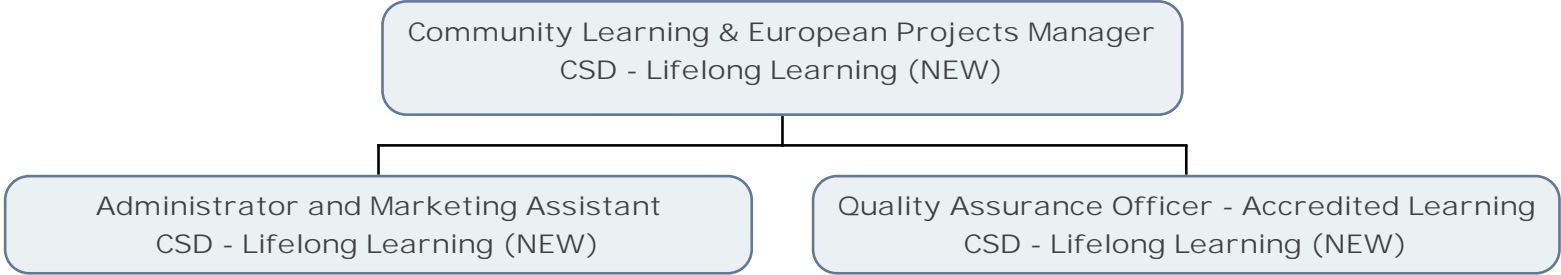 Community Learning & European Projects Manager
CSD - Lifelong Learning (NEW)
Administrator and Marketing Assistant
CSD - Lifelong Learning (NEW)
Quality Assurance Officer - Accredited Learning
CSD - Lifelong Learning (NEW)